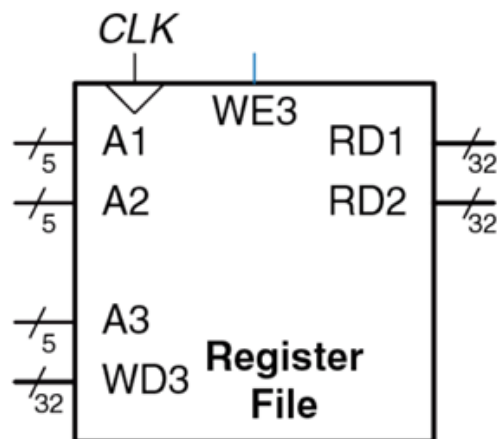 CLK
WE3
A1 RD1
5 32
A2 RD2
5 32
A3
5
WD3
32
Register
File